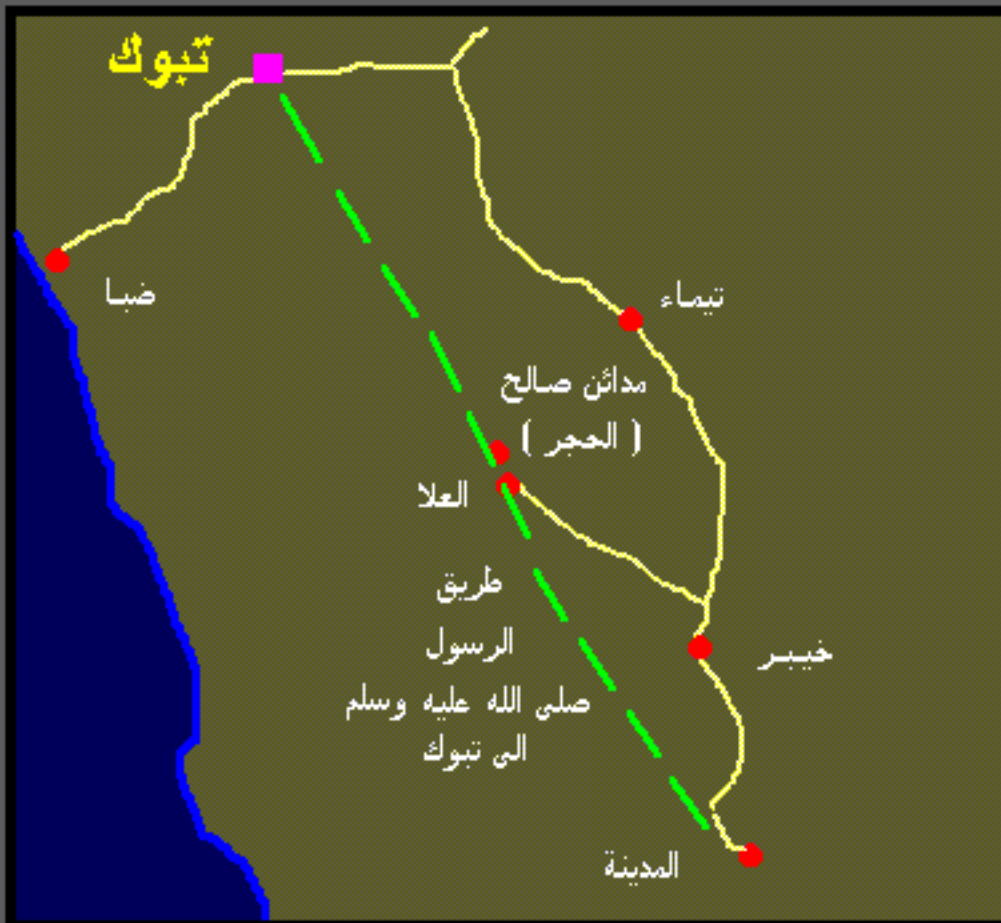 تبوك
ضبا
تيماء
مدائن صالح
( الحجر )
العلا
طريق
الرسول
صلى الله عليه وسلم
الى تبوك
خيبر
المدينة